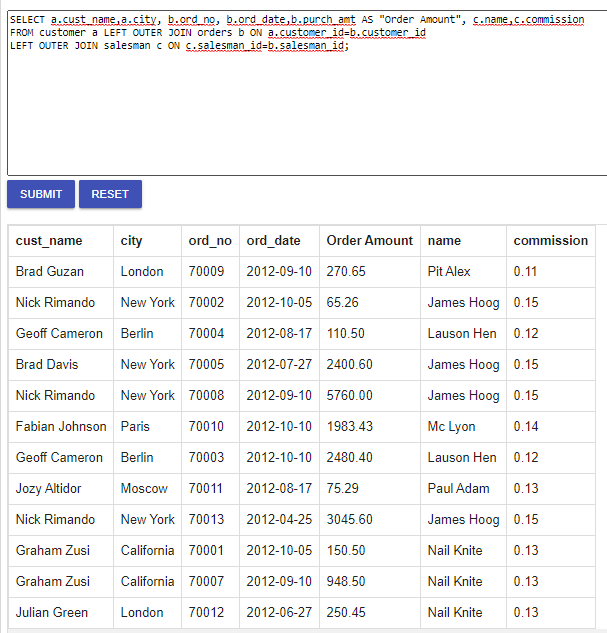 SELECT a.cust_name,a.city, b.ord_no, b.ord_date,b.purch_amt AS "Order Amount", c.name,c.commission
FROM customer a LEFT OUTER JOIN orders b ON a.customer_id=b.customer_id
LEFT OUTER JOIN salesman c ON c.salesman_id=b.salesman_id;
SUBMIT RESET
cust_name city ord_no ord_date Order Amount name commission
Brad Guzan London 70009 2012-09-10 270.65 Pit Alex 0.11
Nick Rimando New York 70002 2012-10-05 65.26 James Hoog 0.15
Geoff Cameron Berlin 70004 2012-08-17 110.50 Lauson Hen 0.12
Brad Davis New York 70005 2012-07-27 2400.60 James Hoog 0.15
Nick Rimando New York 70008 2012-09-10 5760.00 James Hoog 0.15
Fabian Johnson Paris 70010 2012-10-10 1983.43 Mc Lyon 0.14
Geoff Cameron Berlin 70003 2012-10-10 2480.40 Lauson Hen 0.12
Jozy Altidor Moscow 70011 2012-08-17 75.29 Paul Adam 0.13
Nick Rimando New York 70013 2012-04-25 3045.60 James Hoog 0.15
Graham Zusi California 70001 2012-10-05 150.50 Nail Knite 0.13
Graham Zusi California 70007 2012-09-10 948.50 Nail Knite 0.13
Julian Green London 70012 2012-06-27 250.45 Nail Knite 0.13